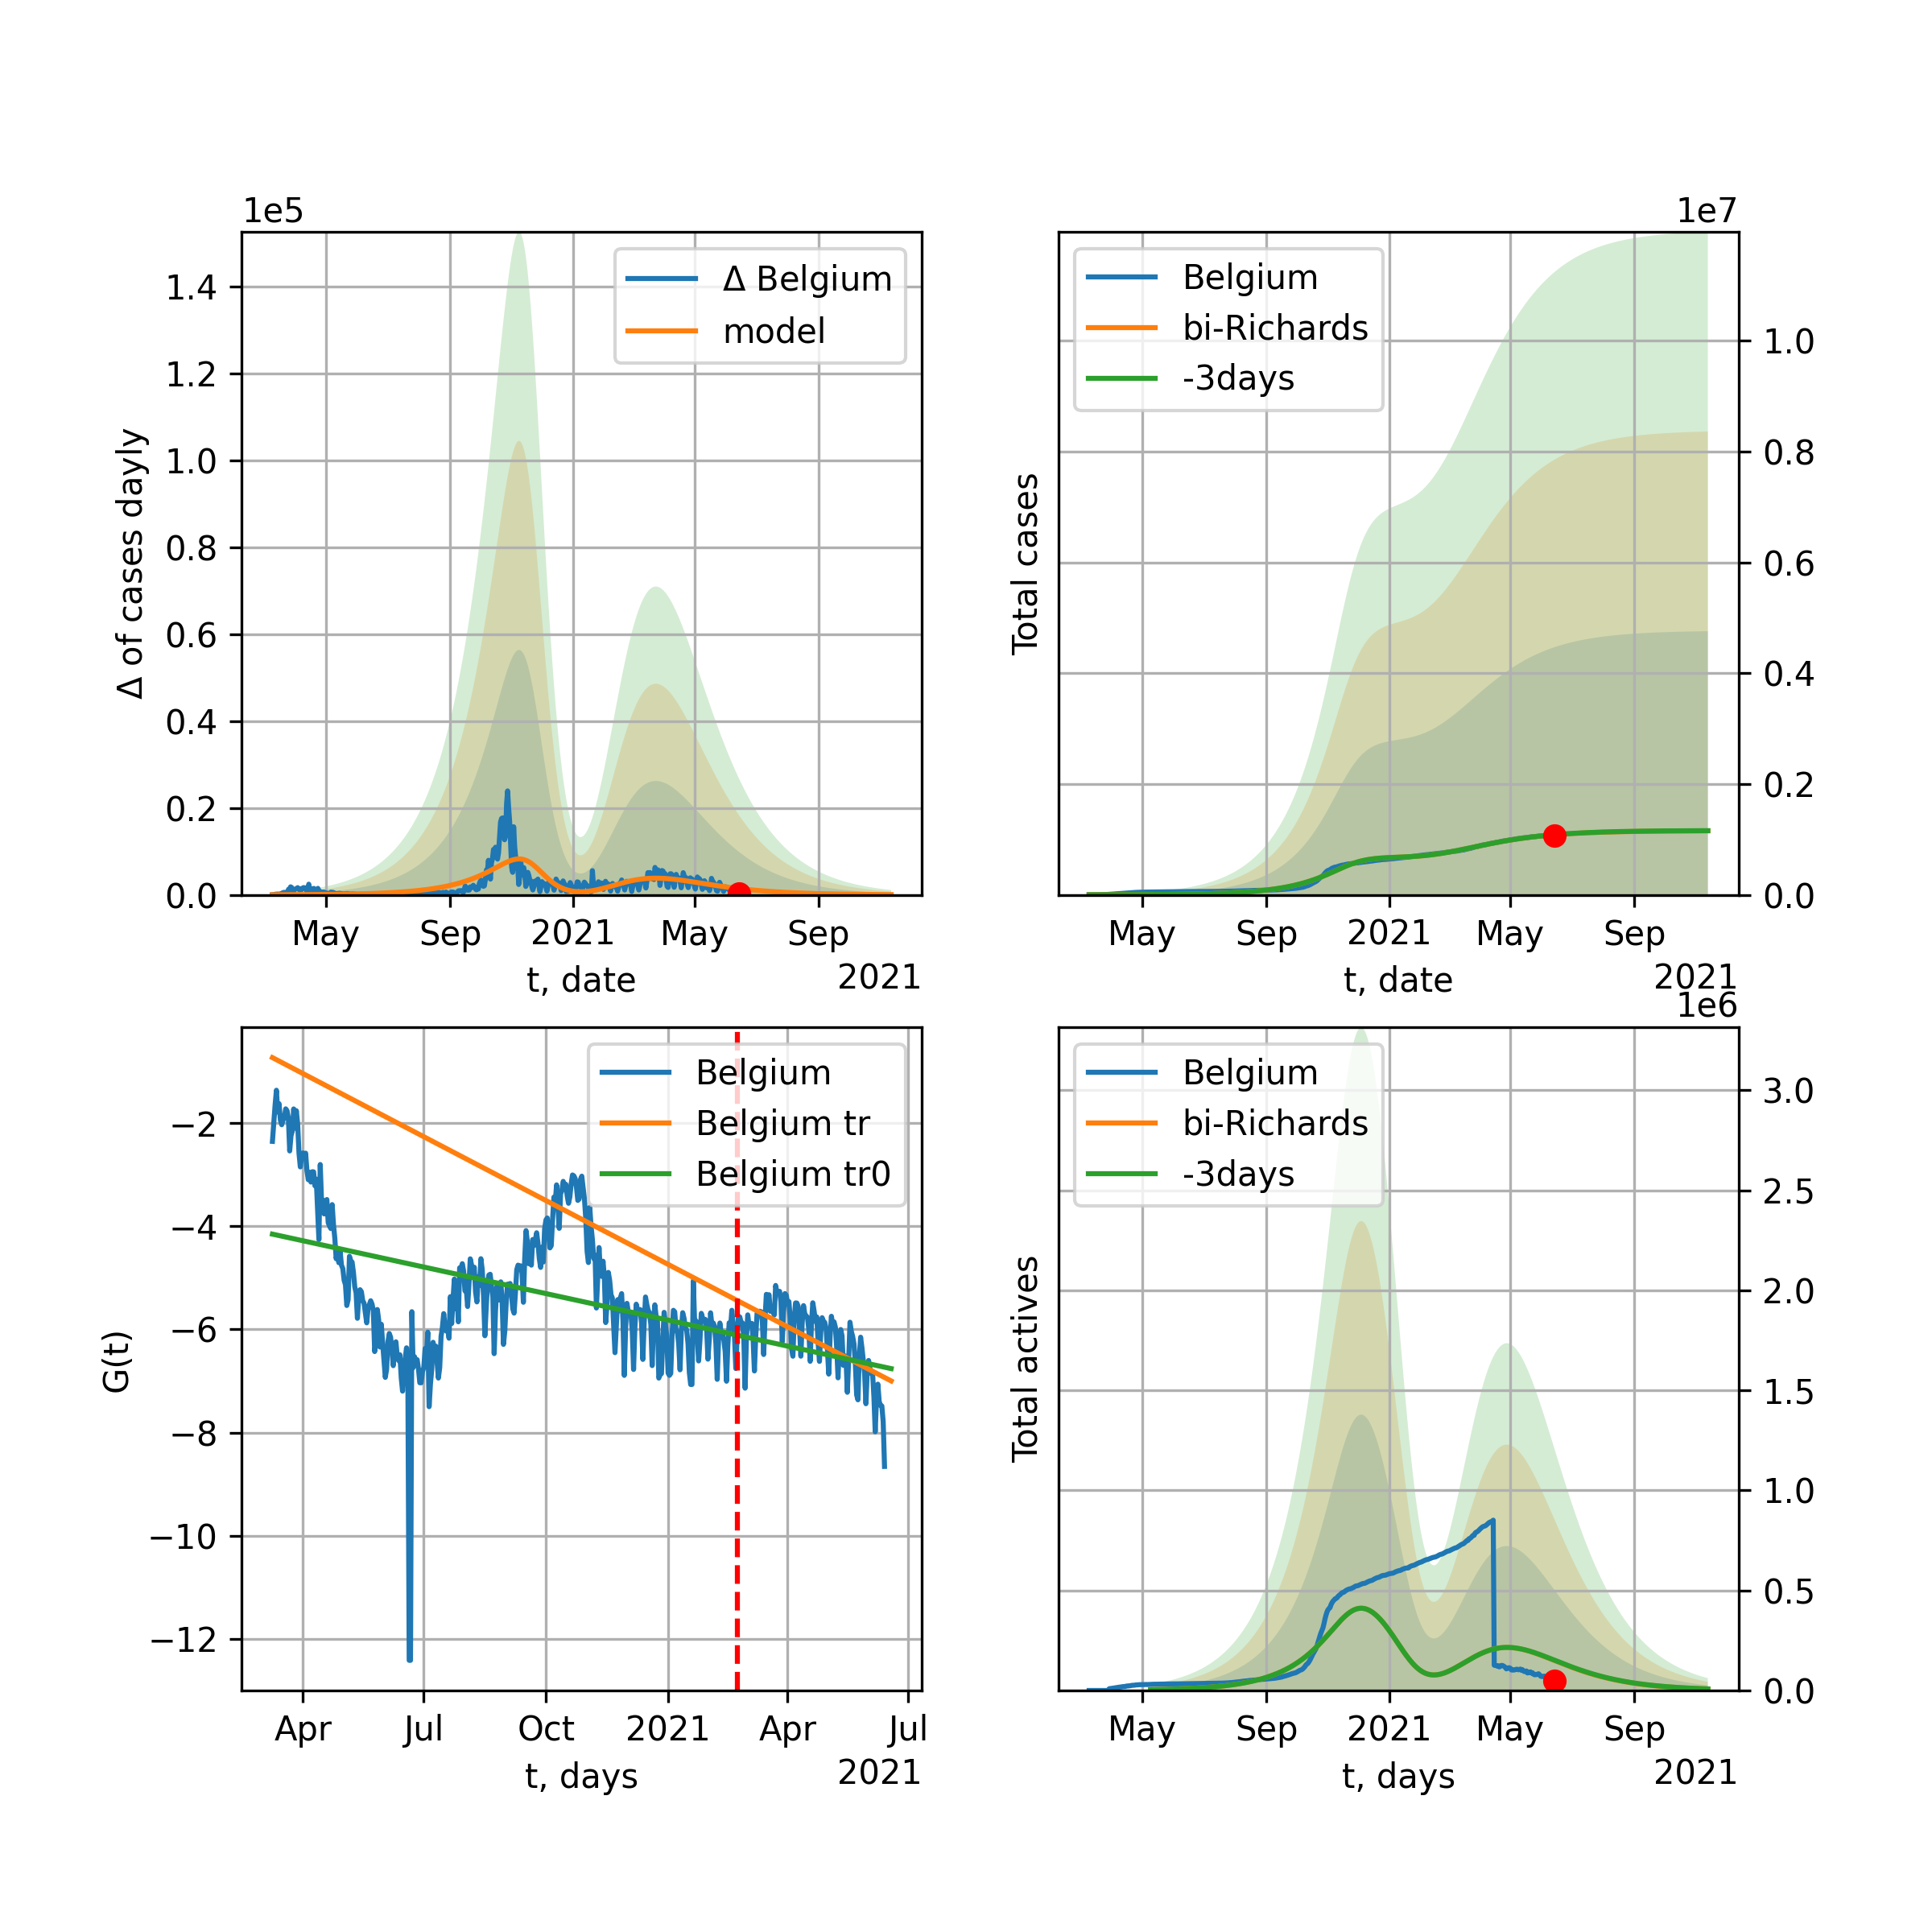 1e5
Δ of cases dayly
1.4
1.2
1.0
0.8
0.6
0.4
0.2
0.0
Δ Belgium
model
May
Sep
2021
May
Sep
t, date
2021
1e7
Total cases
Belgium
bi-Richards
-3days
1.0
0.8
0.6
0.4
0.2
0.0
May
Sep
2021
May
Sep
t, date
2021
G(t)
−2
−4
−6
−8
−10
−12
Belgium
Belgium tr
Belgium tr0
Apr
Jul
Oct
2021
Apr
Jul
t, days
2021
1e6
Total actives
Belgium
bi-Richards
-3days
3.0
2.5
2.0
1.5
1.0
0.5
0.0
May
Sep
2021
May
Sep
t, days
2021